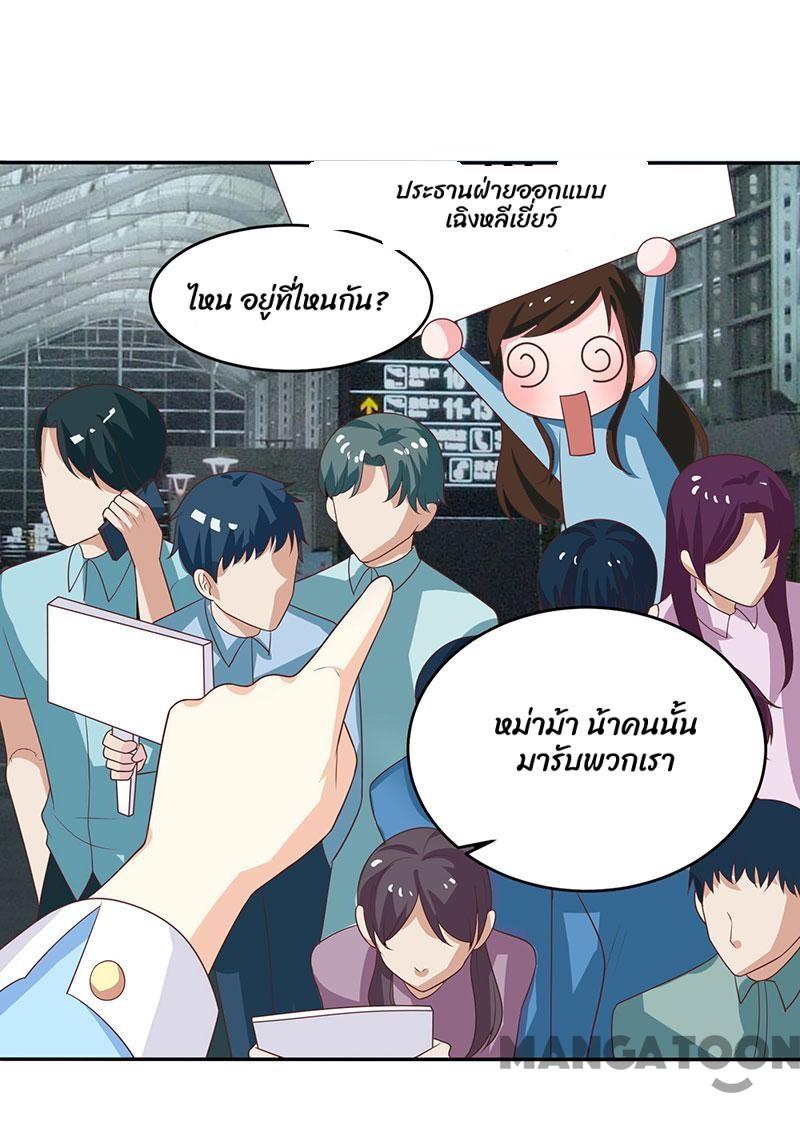 ประธานฝ่ายออกแบบ
เฉิงหลีเยี่ยว์
ไหน อยู่ที่ไหนกัน?
10
11-13
หม่าม้า น้าคนนั้น
มารับพวกเรา
MANGATOON